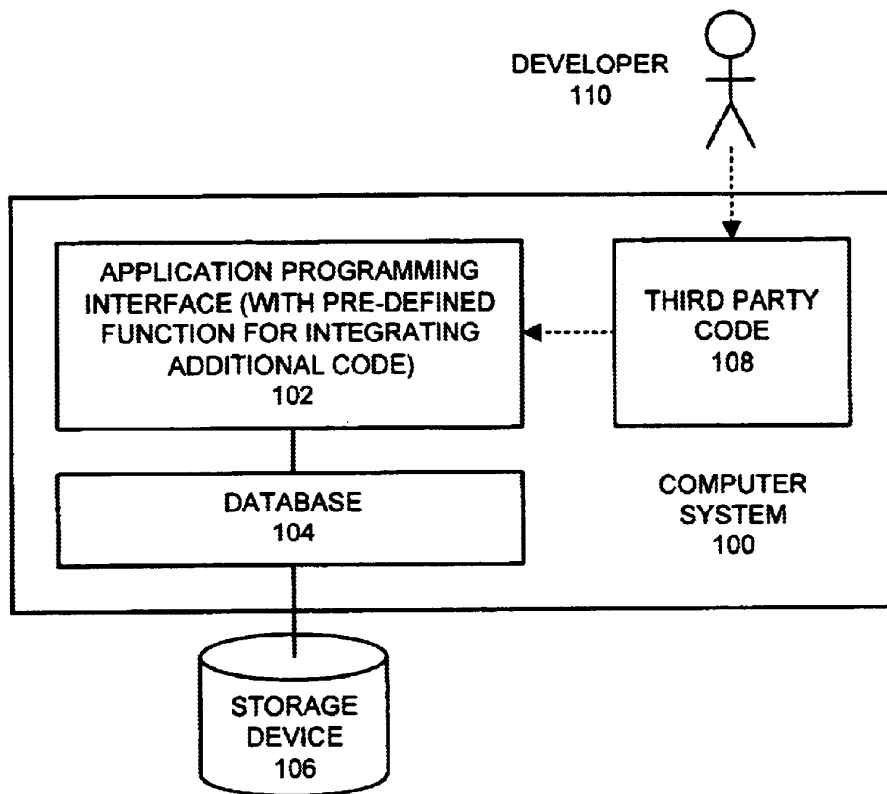 DEVELOPER
110
APPLICATION PROGRAMMING
INTERFACE (WITH PRE-DEFINED
FUNCTION FOR INTEGRATING
ADDITIONAL CODE)
102
THIRD PARTY
CODE
108
DATABASE
104
COMPUTER
SYSTEM
100
STORAGE
DEVICE
106